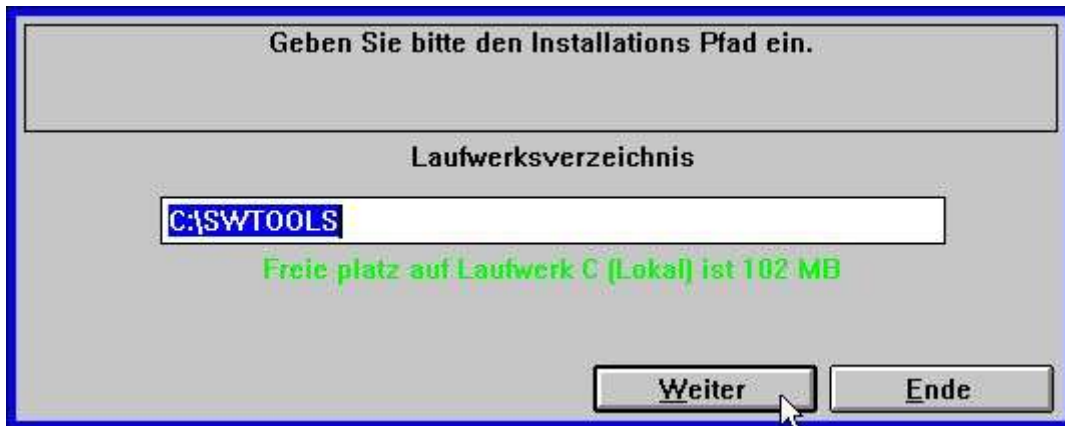 Geben Sie bitte den Installations Pfad ein.
Laufwerksverzeichnis
C:\SWTOOLS
Freie platz auf Laufwerk C (Lokal) ist 102 MB
Weiter Ende